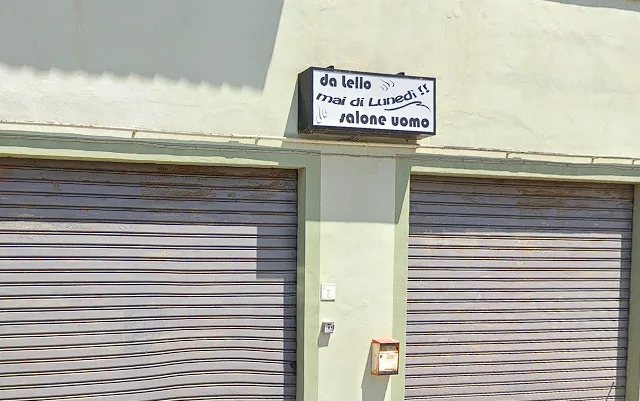 da Lello
mai di Lunedì !!
salone uomo